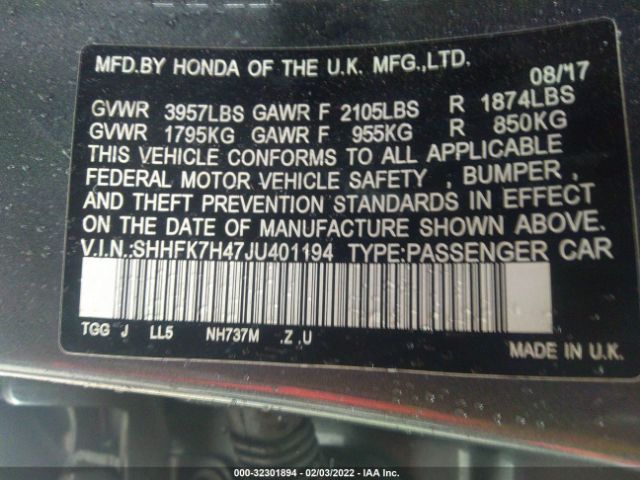 MFD.BY HONDA OF THE U.K. MFG.,LTD.
08/'17
GVWR 3957LBS GAWR F 2105LBS R 1874LBS
GVWR 1795KG GAWR F 955KG R 850KG
THIS VEHICLE CONFORMS TO ALL APPLICABLE
FEDERAL MOTOR VEHICLE SAFETY , BUMPER ,
AND THEFT PREVENTION STANDARDS IN EFFECT
ON THE DATE OF MANUFACTURE SHOWN ABOVE.
V.I.N.:SHHFK7H47JU401194 TYPE:PASSENGER CAR
TGG J LL5 NH737M .Z ,U
MADE IN U.K.
000-32301894 - 02/03/2022 - IAA Inc.